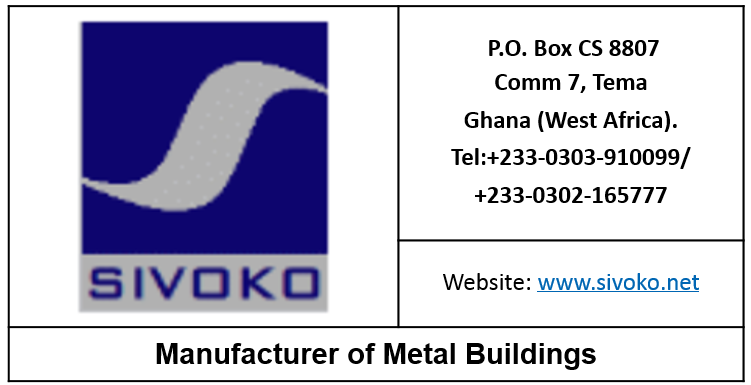 SIVOKO
P.O. Box CS 8807
Comm 7, Tema
Ghana (West Africa).
Tel:+233-0303-910099/
+233-0302-165777
Website: www.sivoko.net
Manufacturer of Metal Buildings